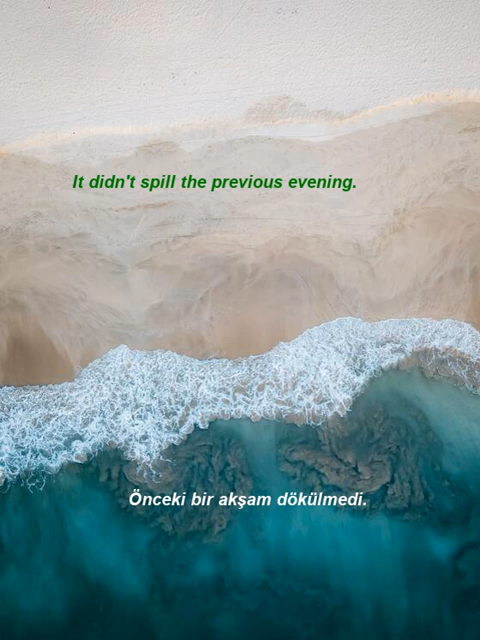 It didn't spill the previous evening.
Önceki bir akşam dökülmedi.